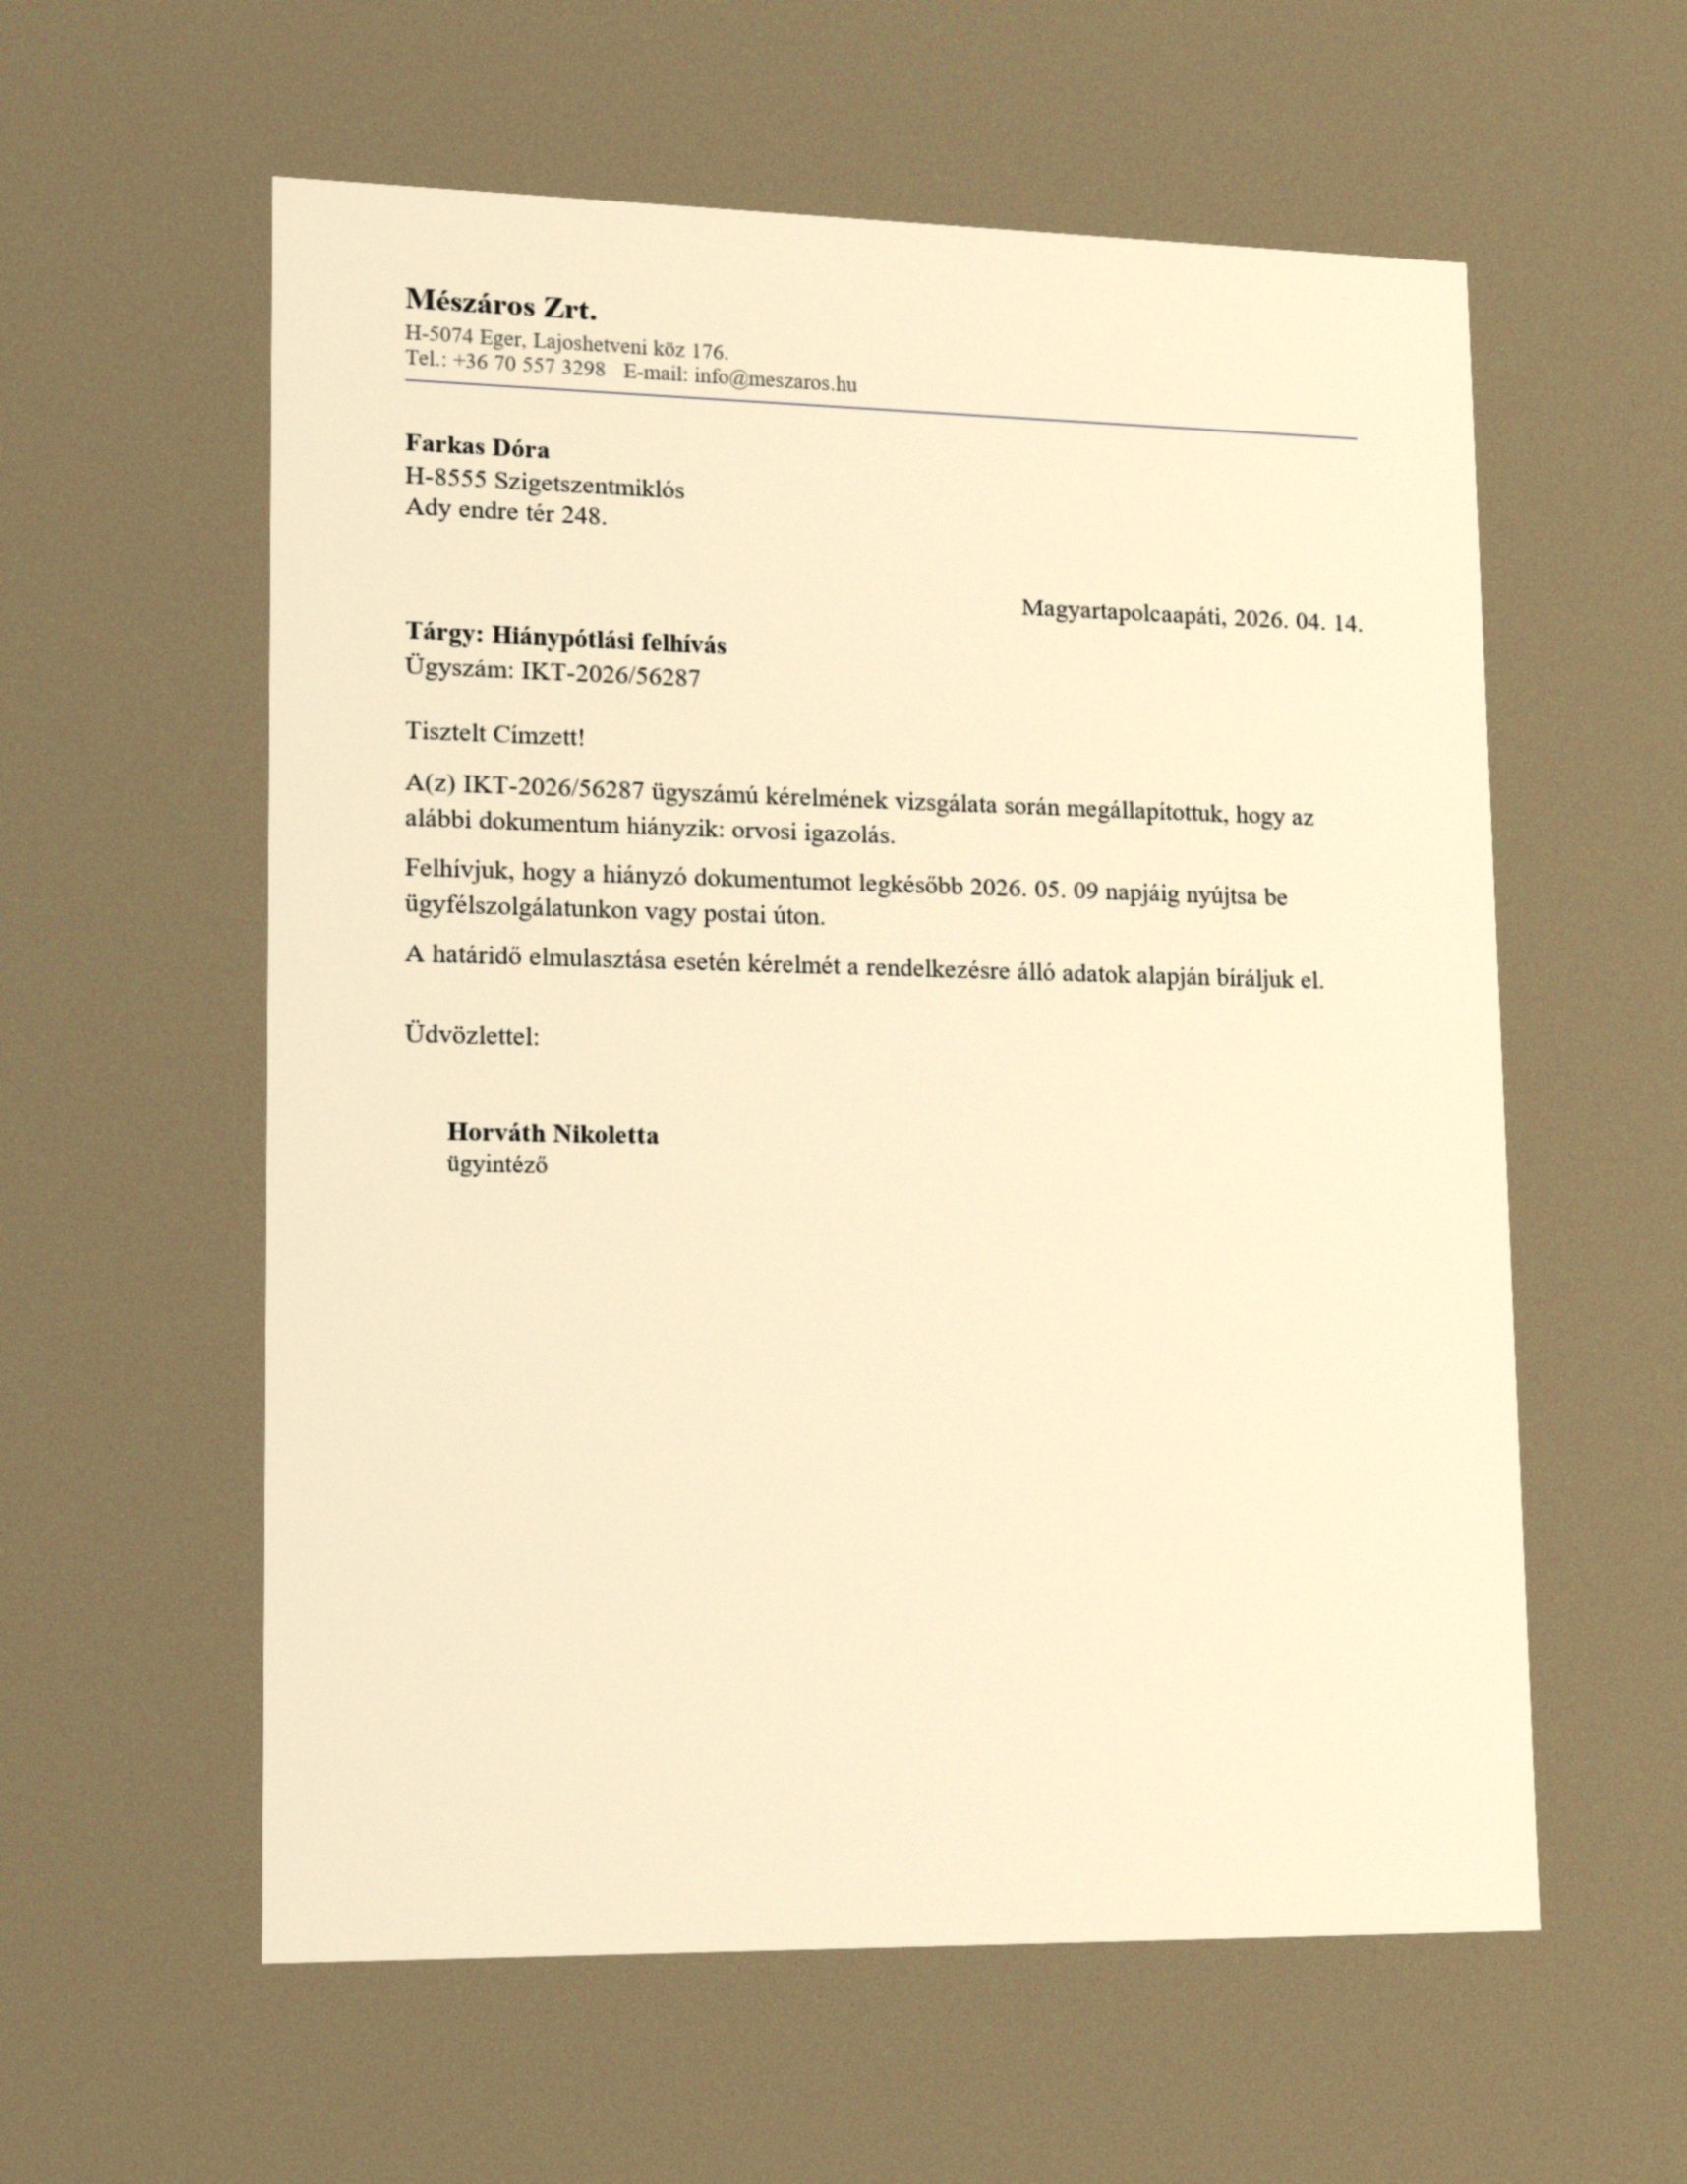 Mészáros Zrt.
H-5074 Eger, Lajoshetveni köz 176.
Tel.: +36 70 557 3298 E-mail: info@meszaros.hu
Farkas Dóra
H-8555 Szigetszentmiklós
Ady endre tér 248.
Magyartapolcaapáti, 2026. 04. 14.
Tárgy: Hiánypótlási felhívás
Ügyszám: IKT-2026/56287
Tisztelt Címzett!
A(z) IKT-2026/56287 ügyszámú kérelmének vizsgálata során megállapítottuk, hogy az
alábbi dokumentum hiányzik: orvosi igazolás.
Felhívjuk, hogy a hiányzó dokumentumot legkésőbb 2026. 05. 09 napjáig nyújtsa be
ügyfélszolgálatunkon vagy postai úton.
A határidő elmulasztása esetén kérelmét a rendelkezésre álló adatok alapján bíráljuk el.
Üdvözlettel:
Horváth Nikoletta
ügyintéző